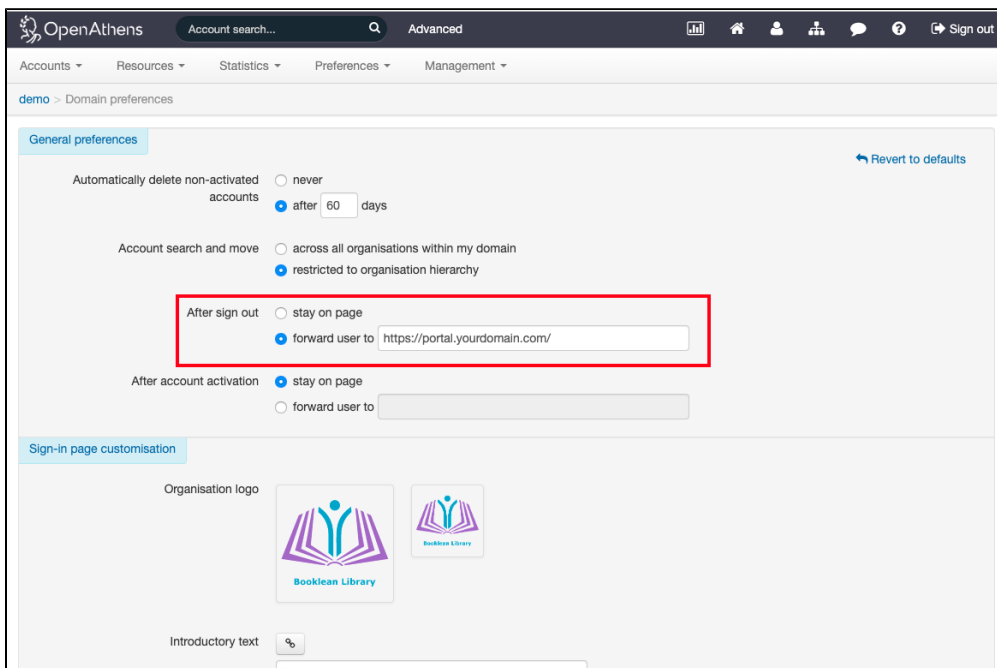 OpenAthens
Account search...
Advanced
Sign out
Accounts
Resources
Statistics
Preferences
Management
demo > Domain preferences
General preferences
Revert to defaults
Automatically delete non-activated
accounts
never
after 60 days
Account search and move
across all organisations within my domain
restricted to organisation hierarchy
After sign out
stay on page
forward user to https://portal.yourdomain.com/
After account activation
stay on page
forward user to
Sign-in page customisation
Organisation logo
Booklean Library
Booklean Library
Introductory text